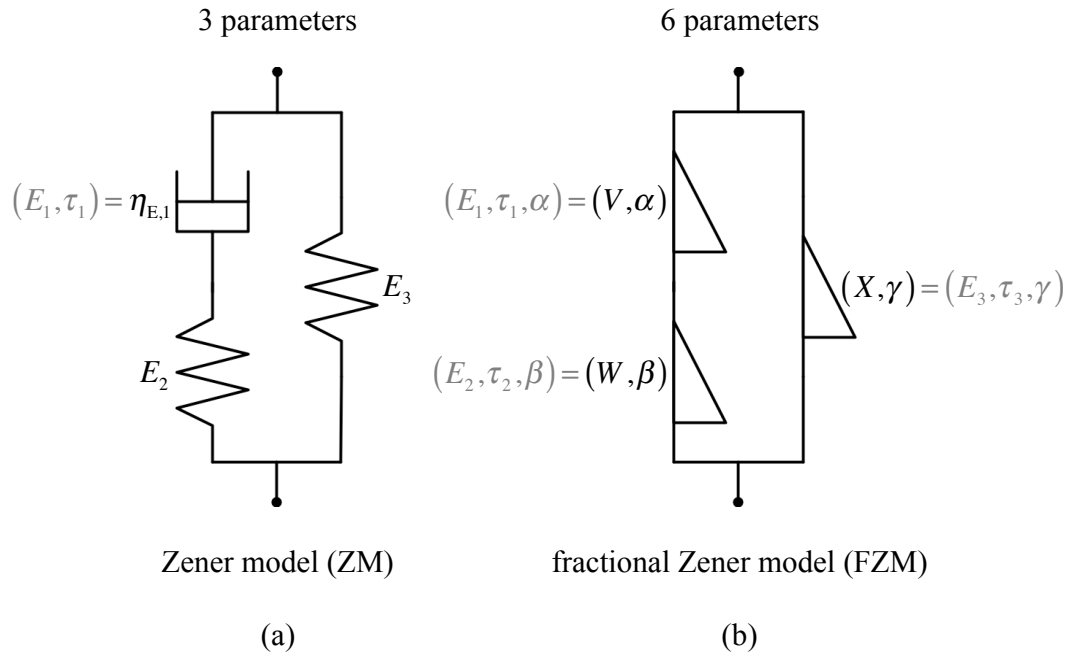 3 parameters
6 parameters
(E₁,τ₁)=η_E,1
E₂
E₃
(E₁,τ₁,α)=(V,α)
(E₂,τ₂,β)=(W,β)
(X,γ)=(E₃,τ₃,γ)
Zener model (ZM)
fractional Zener model (FZM)
(a)
(b)